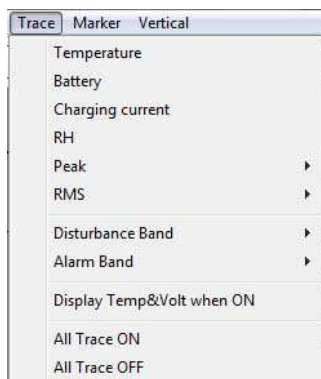 Trace Marker Vertical
Temperature
Battery
Charging current
RH
Peak
RMS
Disturbance Band
Alarm Band
Display Temp&Volt when ON
All Trace ON
All Trace OFF